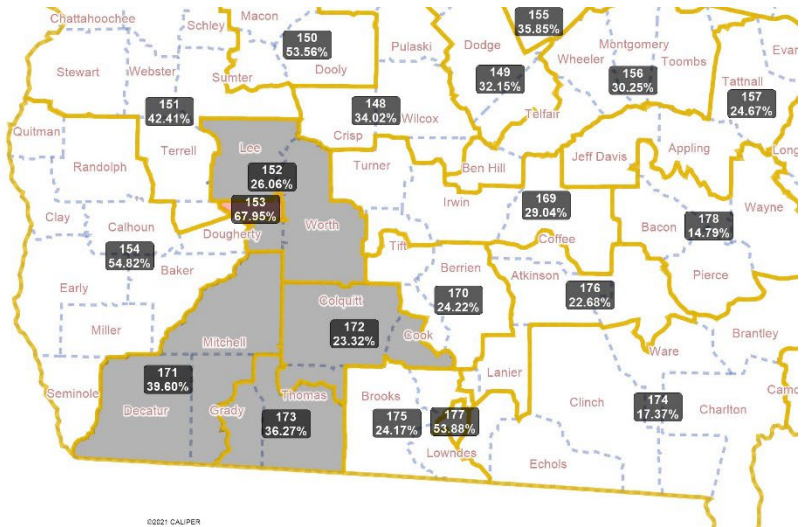 Chattahoochee
Schley
Macon
150
53.56%
Dooly
Pulaski
Dodge
155
35.85%
Wheeler
Montgomery
Toombs
Evan
Stewart
Webster
Sumter
149
32.15%
156
30.25%
Tattnall
157
24.67%
151
42.41%
148
34.02%
Wilcox
Crisp
Telfair
Quitman
Randolph
Terrell
Lee
152
26.06%
Turner
Ben Hill
Jeff Davis
Appling
Long
Clay
Calhoun
153
67.95%
Dougherty
Worth
Irwin
169
29.04%
Coffee
Bacon
178
14.79%
Wayne
154
54.82%
Baker
Tift
Berrien
170
24.22%
Atkinson
176
22.68%
Pierce
Early
Miller
Mitchell
Colquitt
172
23.32%
Cook
Ware
Brantley
Seminole
171
39.60%
Decatur
Grady
Thomas
173
36.27%
Brooks
175
24.17%
177
53.88%
Lowndes
Lanier
Clinch
Echols
174
17.37%
Charlton
Camd
©2021 CALIPER